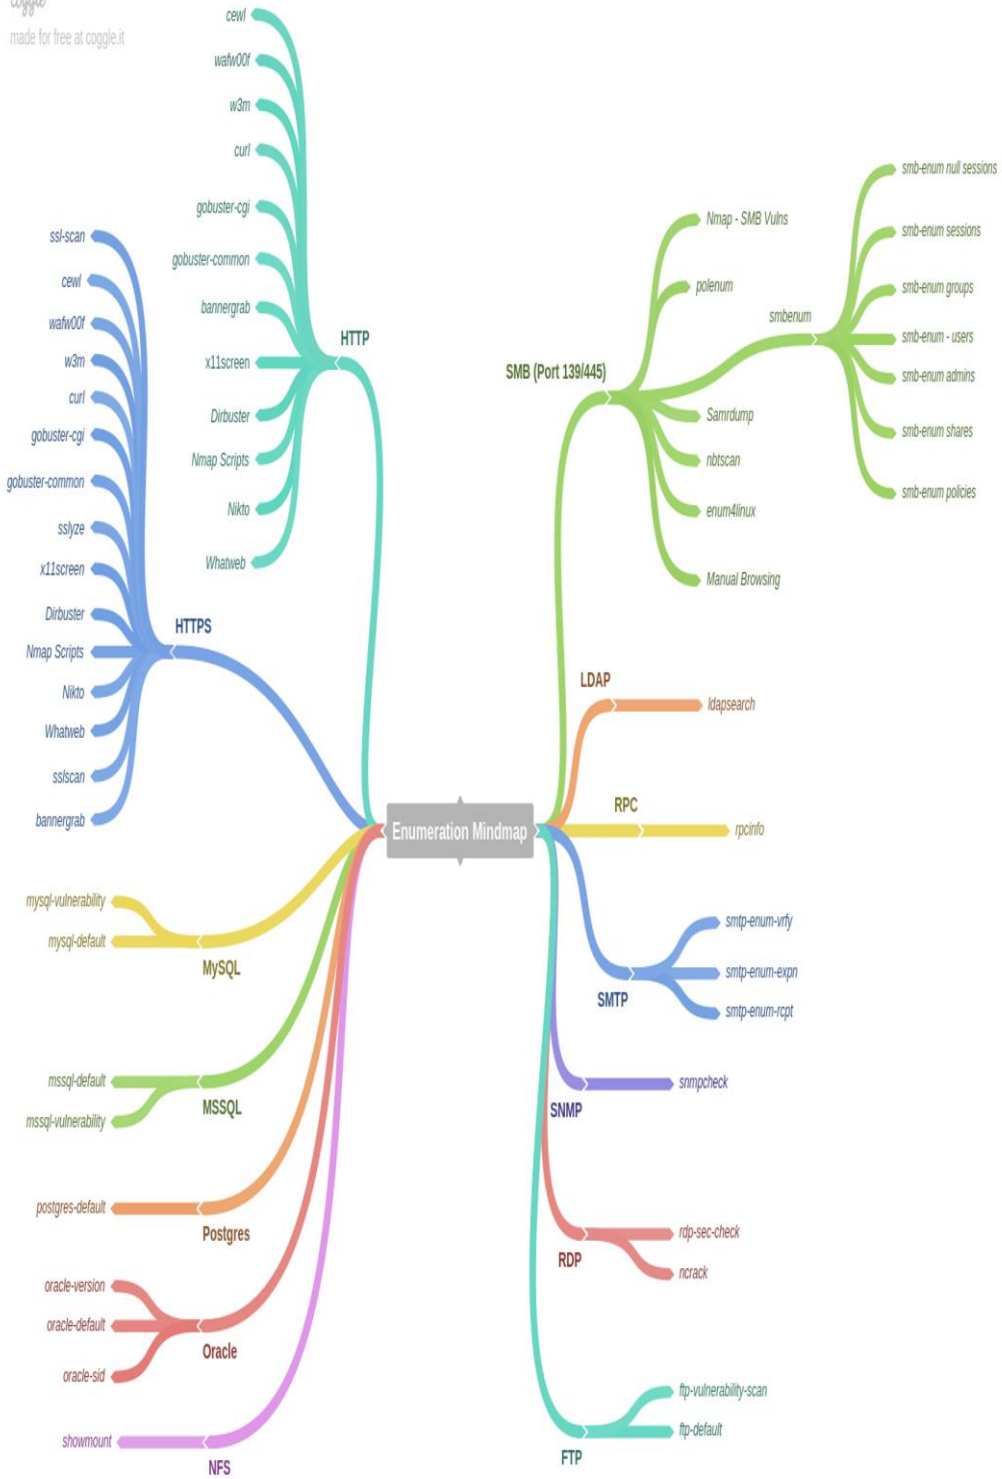 coggle
made for free at coggle.it
cewl
wafw00f
w3m
curl
gobuster-cgi
gobuster-common
bannergrab
x11screen
Dirbuster
Nmap Scripts
Nikto
Whatweb
HTTP
ssl-scan
cewl
wafw00f
w3m
curl
gobuster-cgi
gobuster-common
sslyze
x11screen
Dirbuster
Nmap Scripts
Nikto
Whatweb
sslscan
bannergrab
HTTPS
Enumeration Mindmap
mysql-vulnerability
mysql-default
MySQL
mssql-default
mssql-vulnerability
MSSQL
postgres-default
Postgres
oracle-version
oracle-default
oracle-sid
Oracle
showmount
NFS
SMB (Port 139/445)
Nmap - SMB Vulns
polenum
smbenum
smb-enum null sessions
smb-enum sessions
smb-enum groups
smb-enum - users
smb-enum admins
smb-enum shares
smb-enum policies
Samrdump
nbtscan
enum4linux
Manual Browsing
LDAP
ldapsearch
RPC
rpcinfo
SMTP
smtp-enum-vrfy
smtp-enum-expn
smtp-enum-rcpt
SNMP
snmpcheck
RDP
rdp-sec-check
ncrack
FTP
ftp-vulnerability-scan
ftp-default